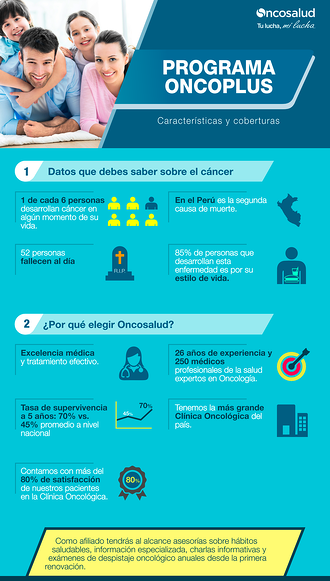 Oncosalud
Tu lucha, mi lucha
PROGRAMA
ONCOPLUS
Características y coberturas
1 Datos que debes saber sobre el cáncer
1 de cada 6 personas
desarrollan cáncer en
algún momento de su
vida.
En el Perú es la segunda
causa de muerte.
52 personas
fallecen al día
R.I.P.
85% de personas que
desarrollan esta
enfermedad es por su
estilo de vida.
2 ¿Por qué elegir Oncosalud?
Excelencia médica
y tratamiento efectivo.
26 años de experiencia y
250 médicos
profesionales de la salud
expertos en Oncología.
Tasa de supervivencia
a 5 años: 70% vs.
45% promedio a nivel
nacional
70%
45%
Tenemos la más grande
Clínica Oncológica del
país.
Contamos con más del
80% de satisfacción
de nuestros pacientes
en la Clínica Oncológica.
80%
Como afiliado tendrás al alcance asesorías sobre hábitos
saludables, información especializada, charlas informativas y
exámenes de despistaje oncológico anuales desde la primera
renovación.